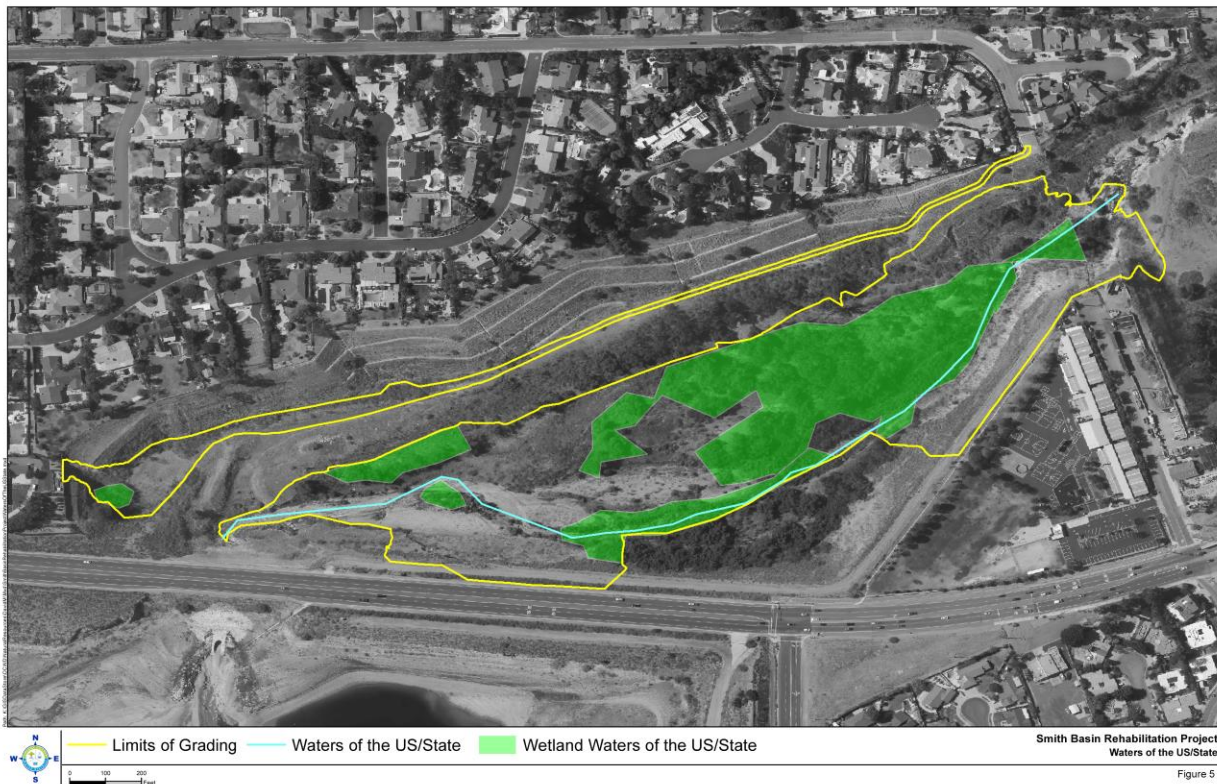 N
W
E
S
Limits of Grading
Waters of the US/State
Wetland Waters of the US/State
0 100 200
Feet
Smith Basin Rehabilitation Project
Waters of the US/State
Figure 5